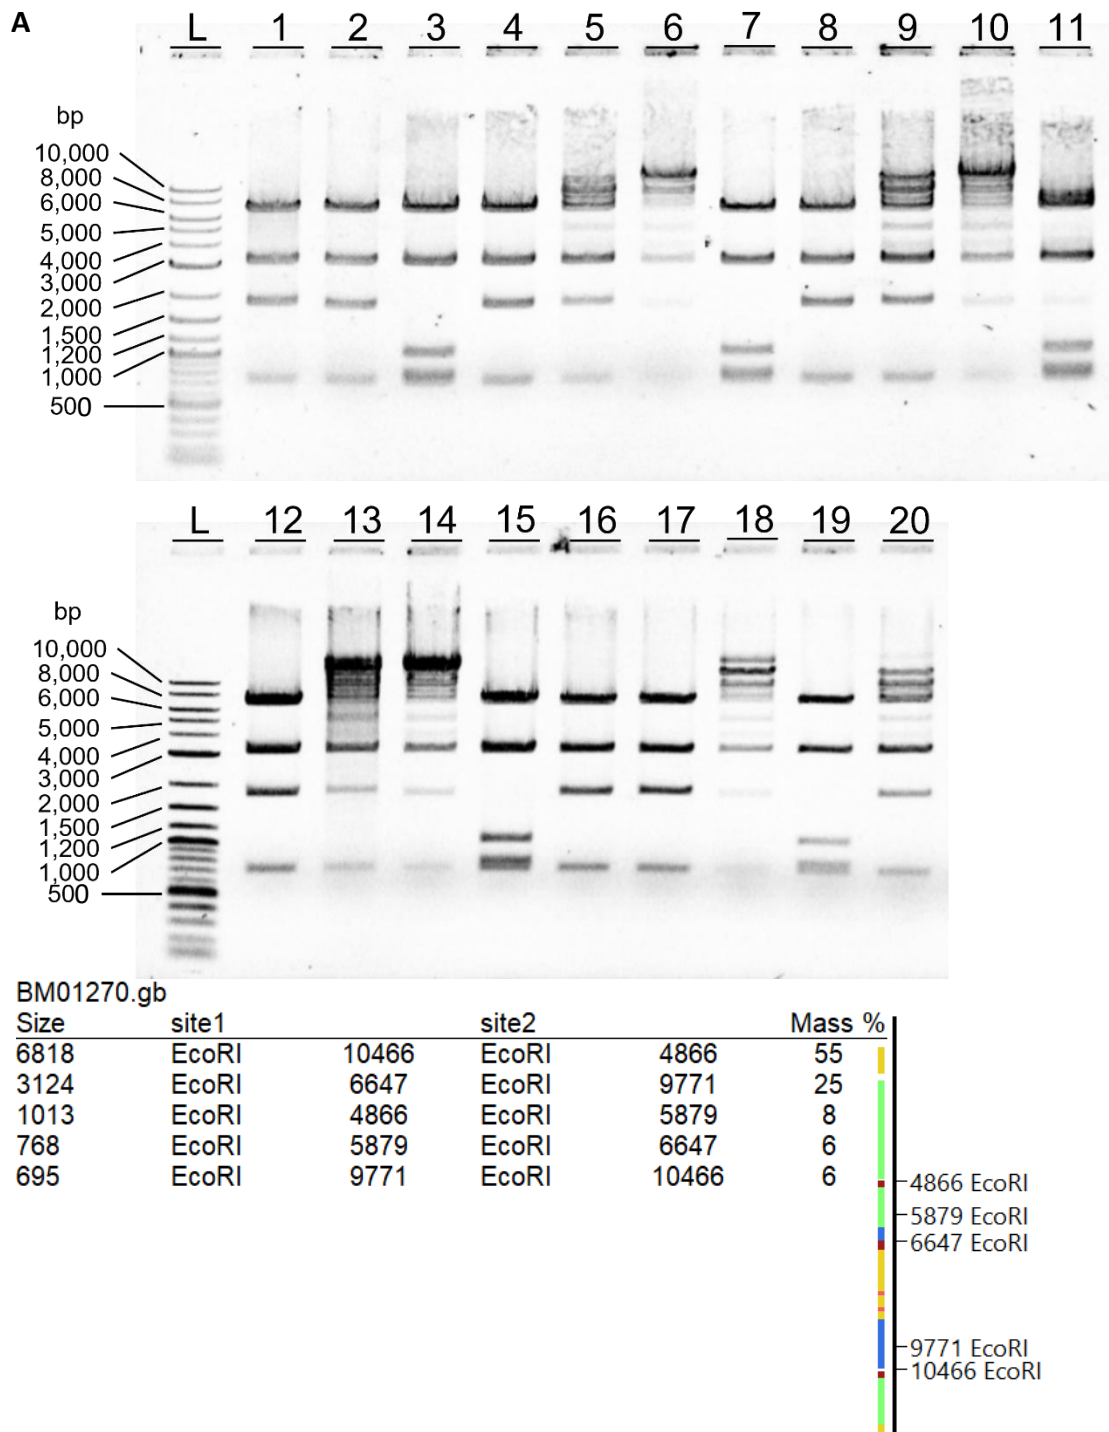 A
L 1 2 3 4 5 6 7 8 9 10 11
bp
10,000
8,000
6,000
5,000
4,000
3,000
2,000
1,500
1,200
1,000
500
L 12 13 14 15 16 17 18 19 20
bp
10,000
8,000
6,000
5,000
4,000
3,000
2,000
1,500
1,200
1,000
500
BM01270.gb
Size site1 site2 Mass %
6818 EcoRI 10466 EcoRI 4866 55
3124 EcoRI 6647 EcoRI 9771 25
1013 EcoRI 4866 EcoRI 5879 8
768 EcoRI 5879 EcoRI 6647 6
695 EcoRI 9771 EcoRI 10466 6
4866 EcoRI
5879 EcoRI
6647 EcoRI
9771 EcoRI
10466 EcoRI